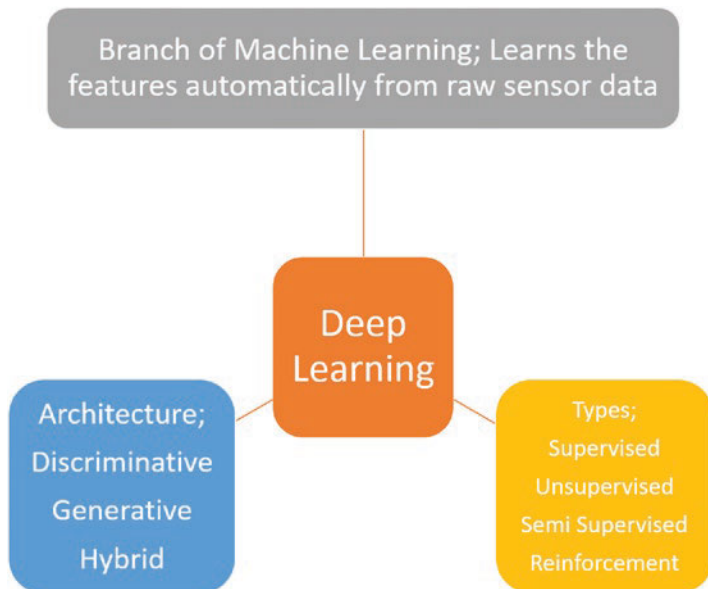 Branch of Machine Learning; Learns the
features automatically from raw sensor data
Deep
Learning
Architecture;
Discriminative
Generative
Hybrid
Types;
Supervised
Unsupervised
Semi Supervised
Reinforcement